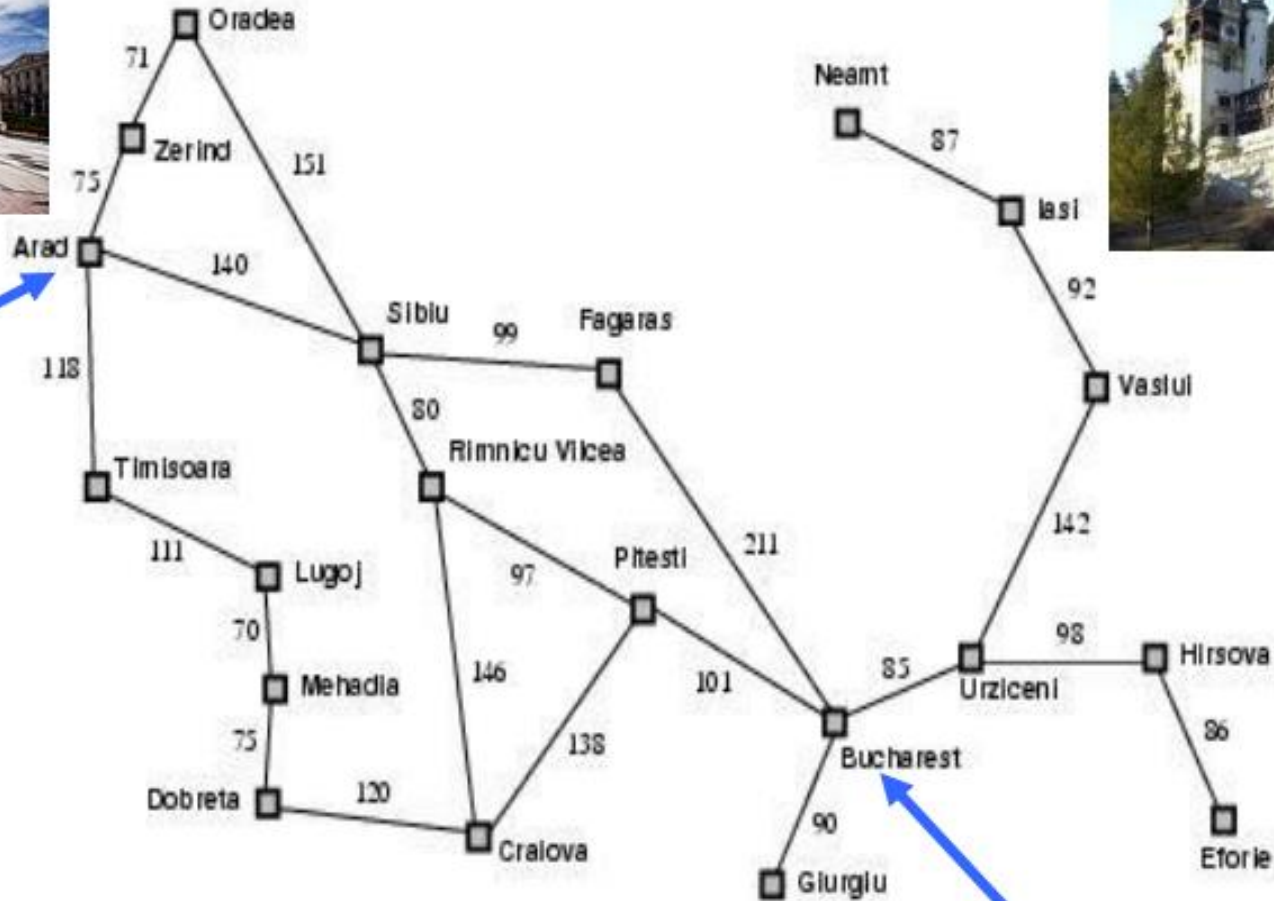 Oradea
71
Neamt
Zerind
87
151
75
Iasi
Arad
140
92
Sibiu
99
Fagaras
118
80
Vaslui
Rimnicu Vilcea
Timisoara
142
111
211
Lugoj
97
Pitesti
70
98
Hirsova
Mehadia
146
101
85
Urziceni
75
138
86
Bucharest
Dobreta
120
90
Craiova
Eforie
Giurgiu